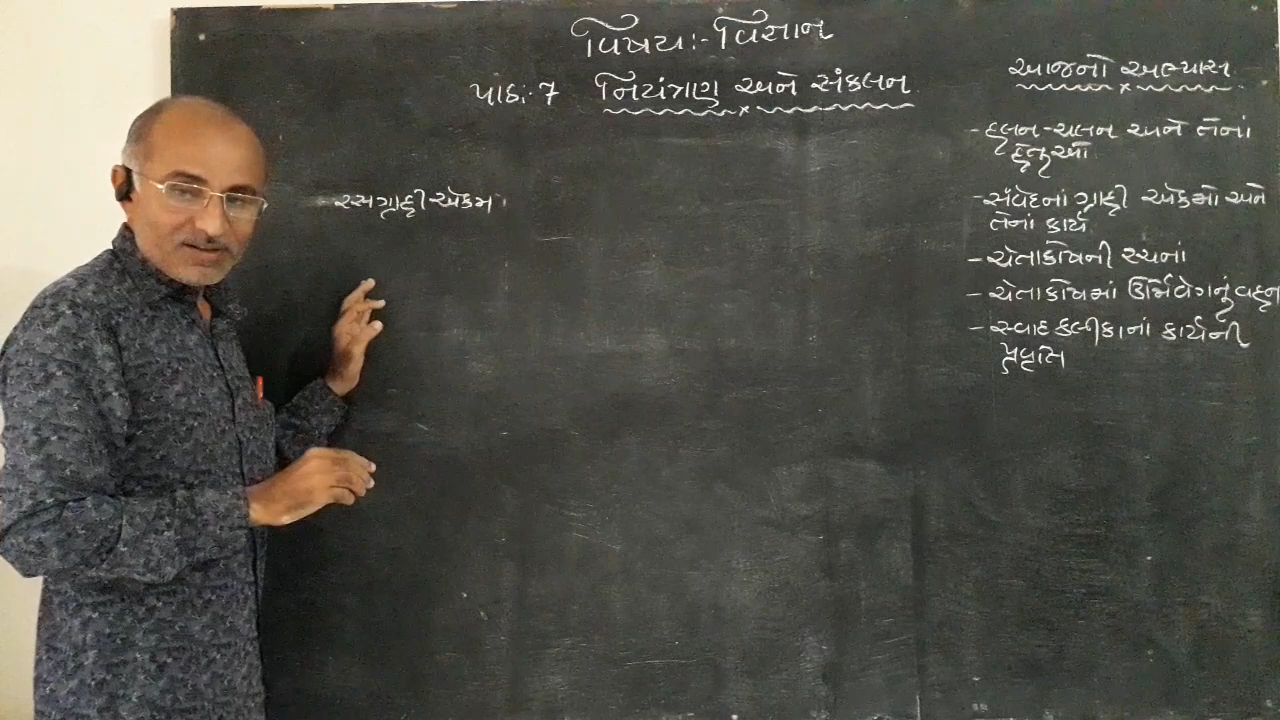 વિષય:- વિજ્ઞાન
પાઠ:- 7 નિયંત્રણ અને સંકલન
રસગ્રાહી એકમ
આજનો અભ્યાસ
- હલન-ચલન અને તેનાં
હેતુઓ
- સંવેદનાં ગ્રાહી એકમો અને
તેનાં કાર્ય
- ચેતાકોષની રચનાં
- ચેતાકોષમાં ઊર્મિવેગનું વહન
- સ્વાદ કલીકાનાં કાર્યની
પ્રવૃત્તિ